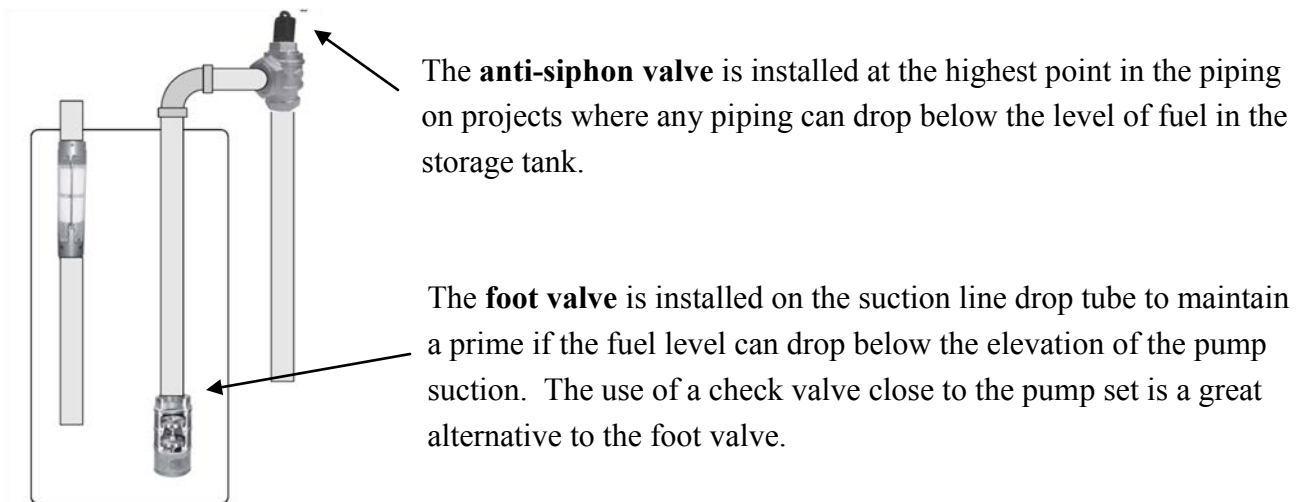 The anti-siphon valve is installed at the highest point in the piping
on projects where any piping can drop below the level of fuel in the
storage tank.
The foot valve is installed on the suction line drop tube to maintain
a prime if the fuel level can drop below the elevation of the pump
suction.  The use of a check valve close to the pump set is a great
alternative to the foot valve.